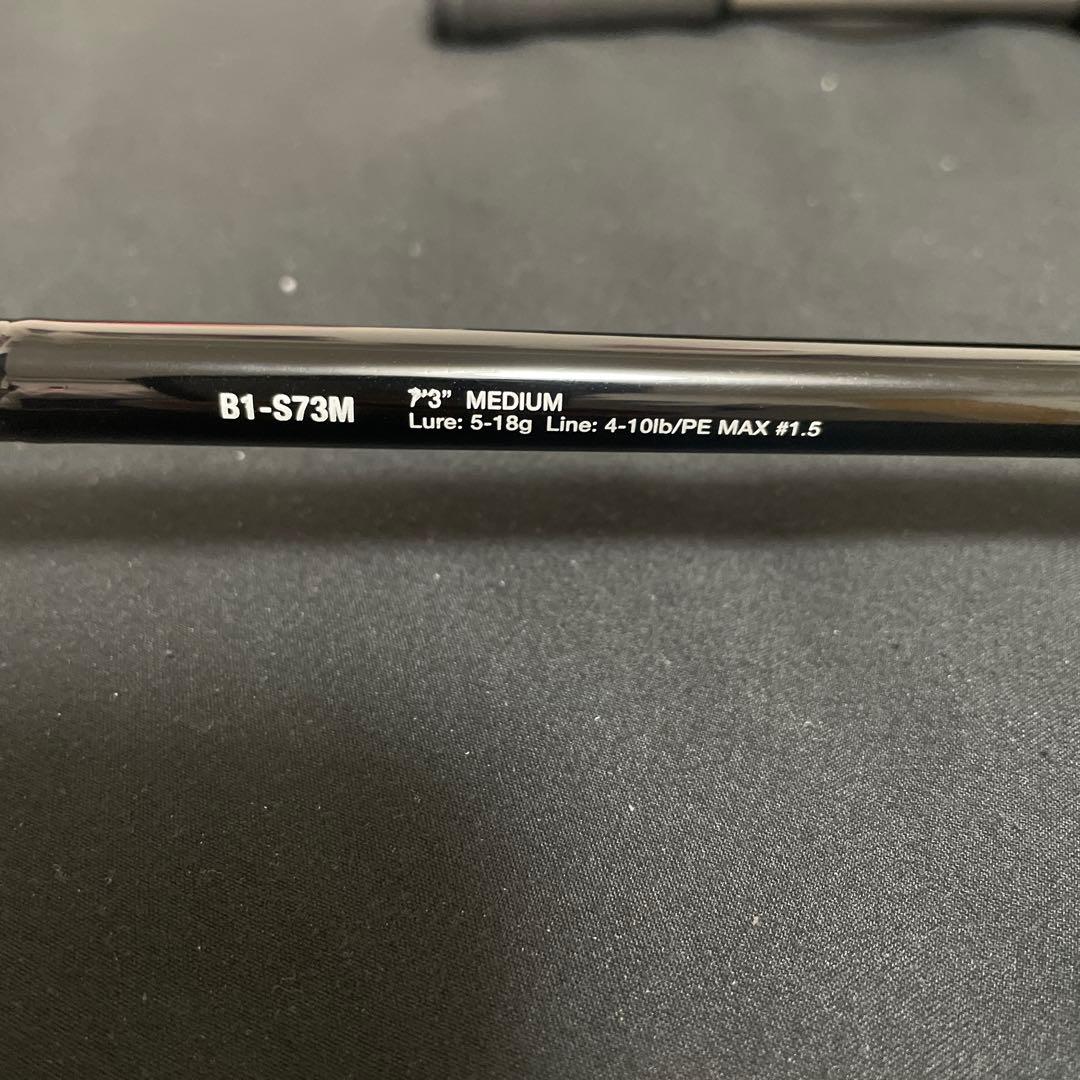 B1-S73M
7'3" MEDIUM
Lure: 5-18g Line: 4-10lb/PE MAX #1.5